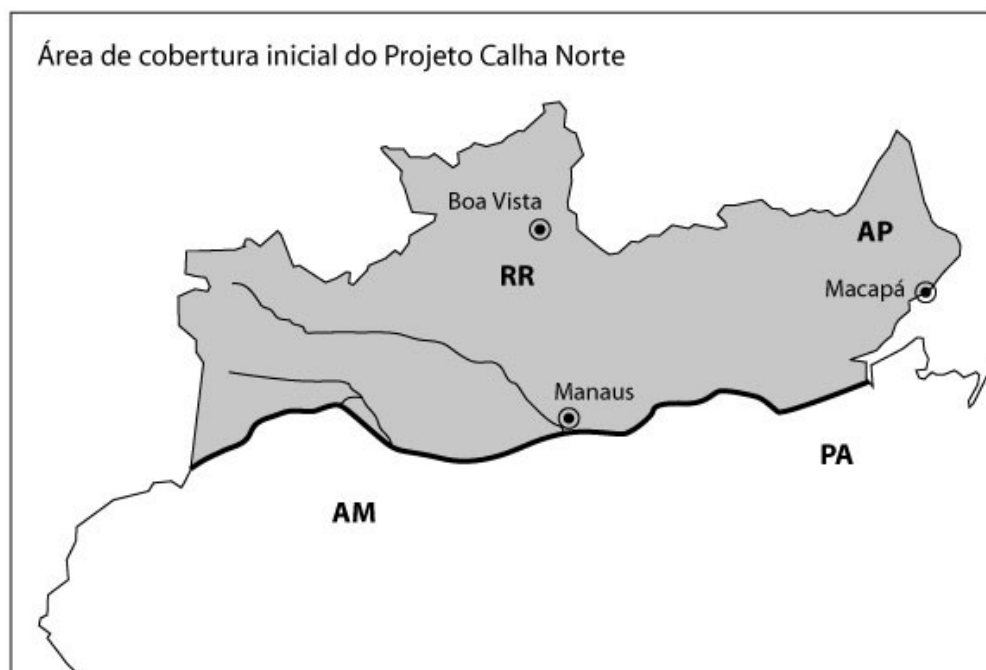 Área de cobertura inicial do Projeto Calha Norte
Boa Vista
RR
AP
Macapá
Manaus
PA
AM